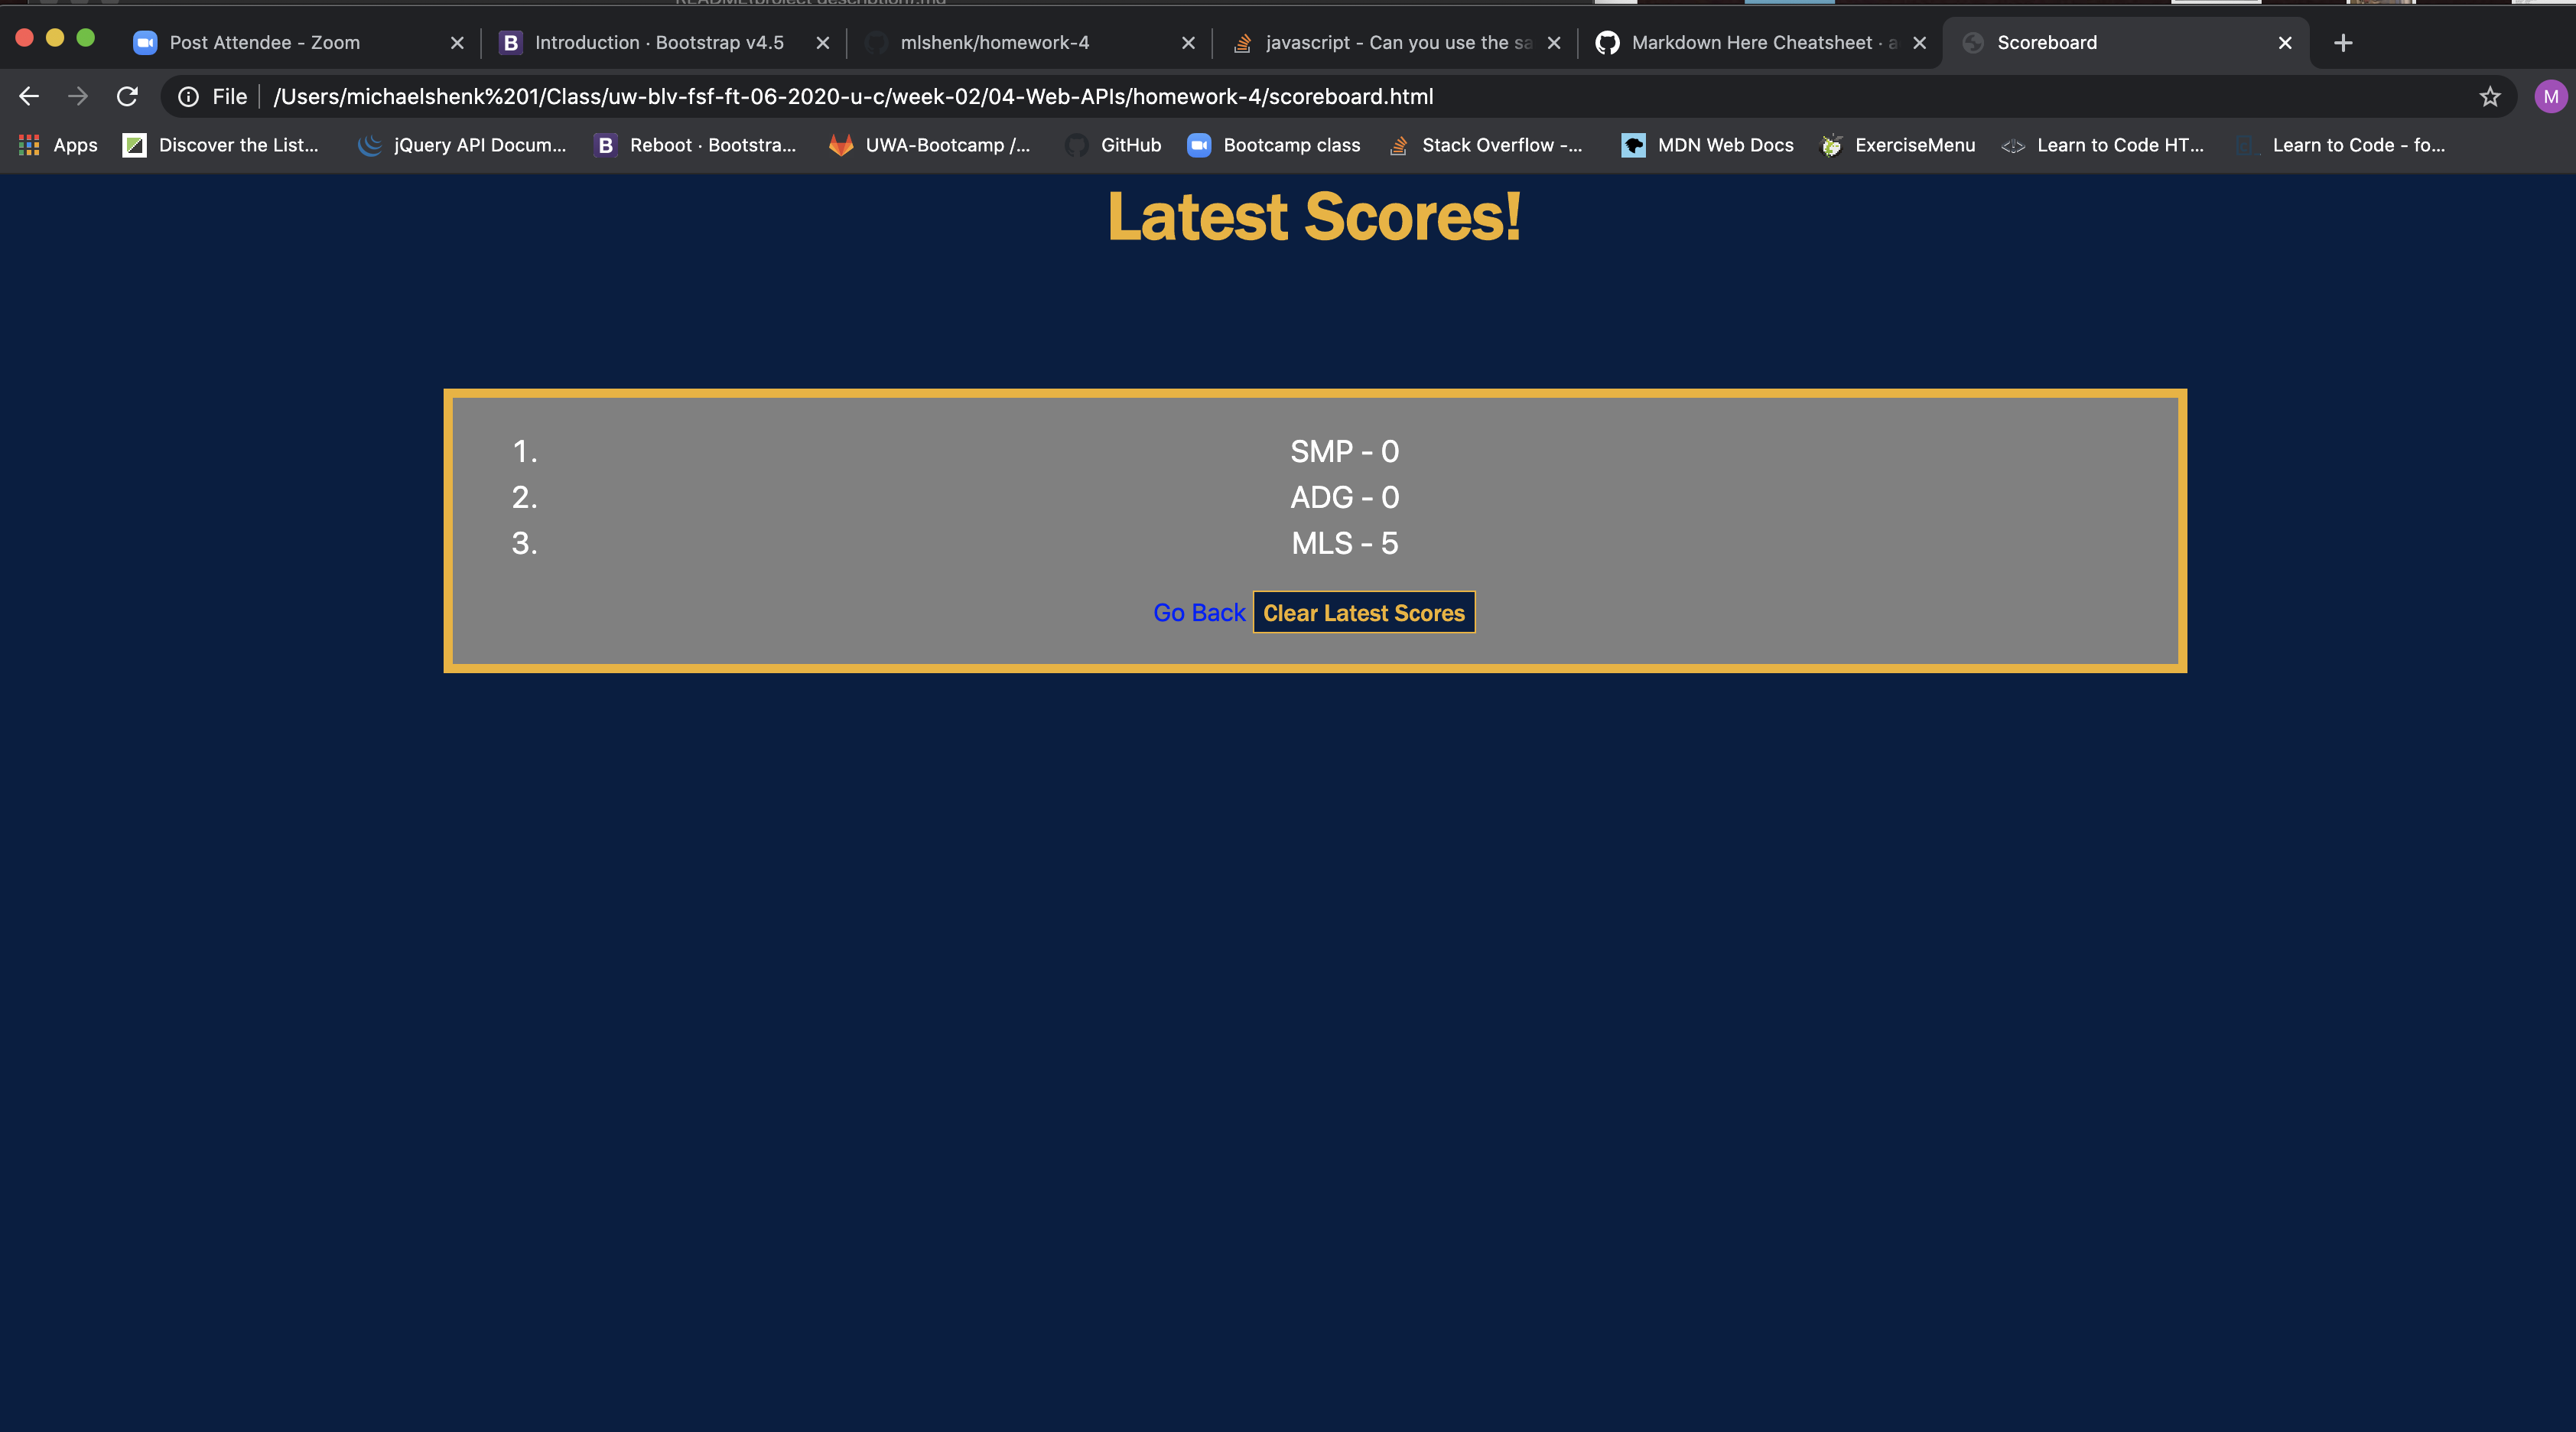 README(project description).md
Post Attendee - Zoom
Introduction · Bootstrap v4.5
mlshenk/homework-4
javascript - Can you use the sa
Markdown Here Cheatsheet · a
Scoreboard
File
/Users/michaelshenk%201/Class/uw-blv-fsf-ft-06-2020-u-c/week-02/04-Web-APIs/homework-4/scoreboard.html
M
Apps
Discover the List...
jQuery API Docum...
B Reboot · Bootstra...
UWA-Bootcamp /...
GitHub
Bootcamp class
Stack Overflow -...
MDN Web Docs
ExerciseMenu
Learn to Code HT...
Learn to Code - fo...
Latest Scores!
1. SMP - 0
2. ADG - 0
3. MLS - 5
Go Back Clear Latest Scores